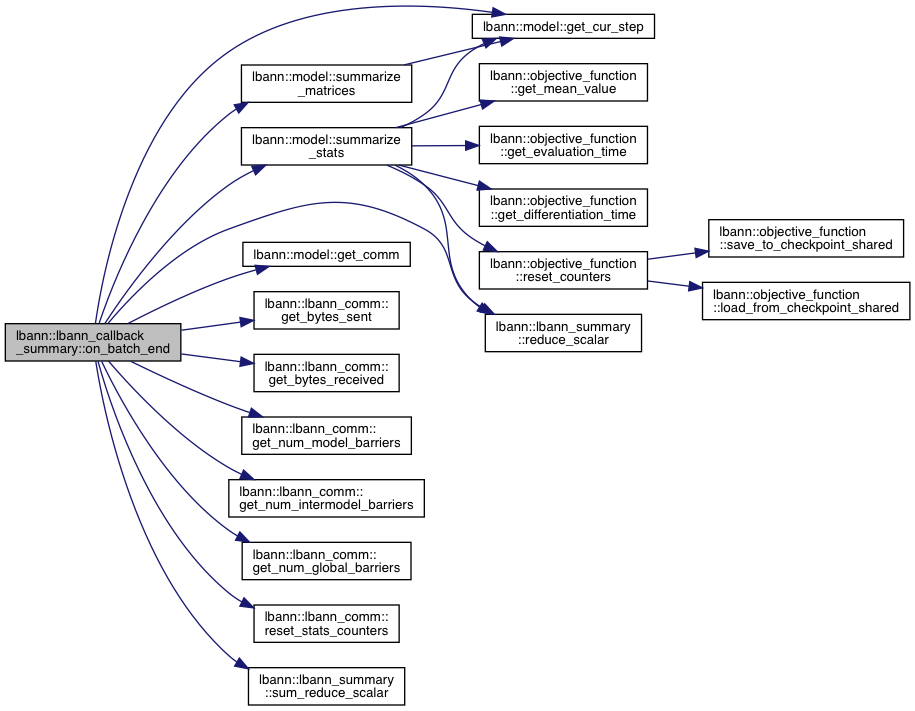 lbann::lbann_callback
_summary::on_batch_end
lbann::model::get_cur_step
lbann::model::summarize
_matrices
lbann::model::summarize
_stats
lbann::model::get_comm
lbann::lbann_comm::
get_bytes_sent
lbann::lbann_comm::
get_bytes_received
lbann::lbann_comm::
get_num_model_barriers
lbann::lbann_comm::
get_num_intermodel_barriers
lbann::lbann_comm::
get_num_global_barriers
lbann::lbann_comm::
reset_stats_counters
lbann::lbann_summary
::sum_reduce_scalar
lbann::objective_function
::get_mean_value
lbann::objective_function
::get_evaluation_time
lbann::objective_function
::get_differentiation_time
lbann::objective_function
::reset_counters
lbann::lbann_summary
::reduce_scalar
lbann::objective_function
::save_to_checkpoint_shared
lbann::objective_function
::load_from_checkpoint_shared